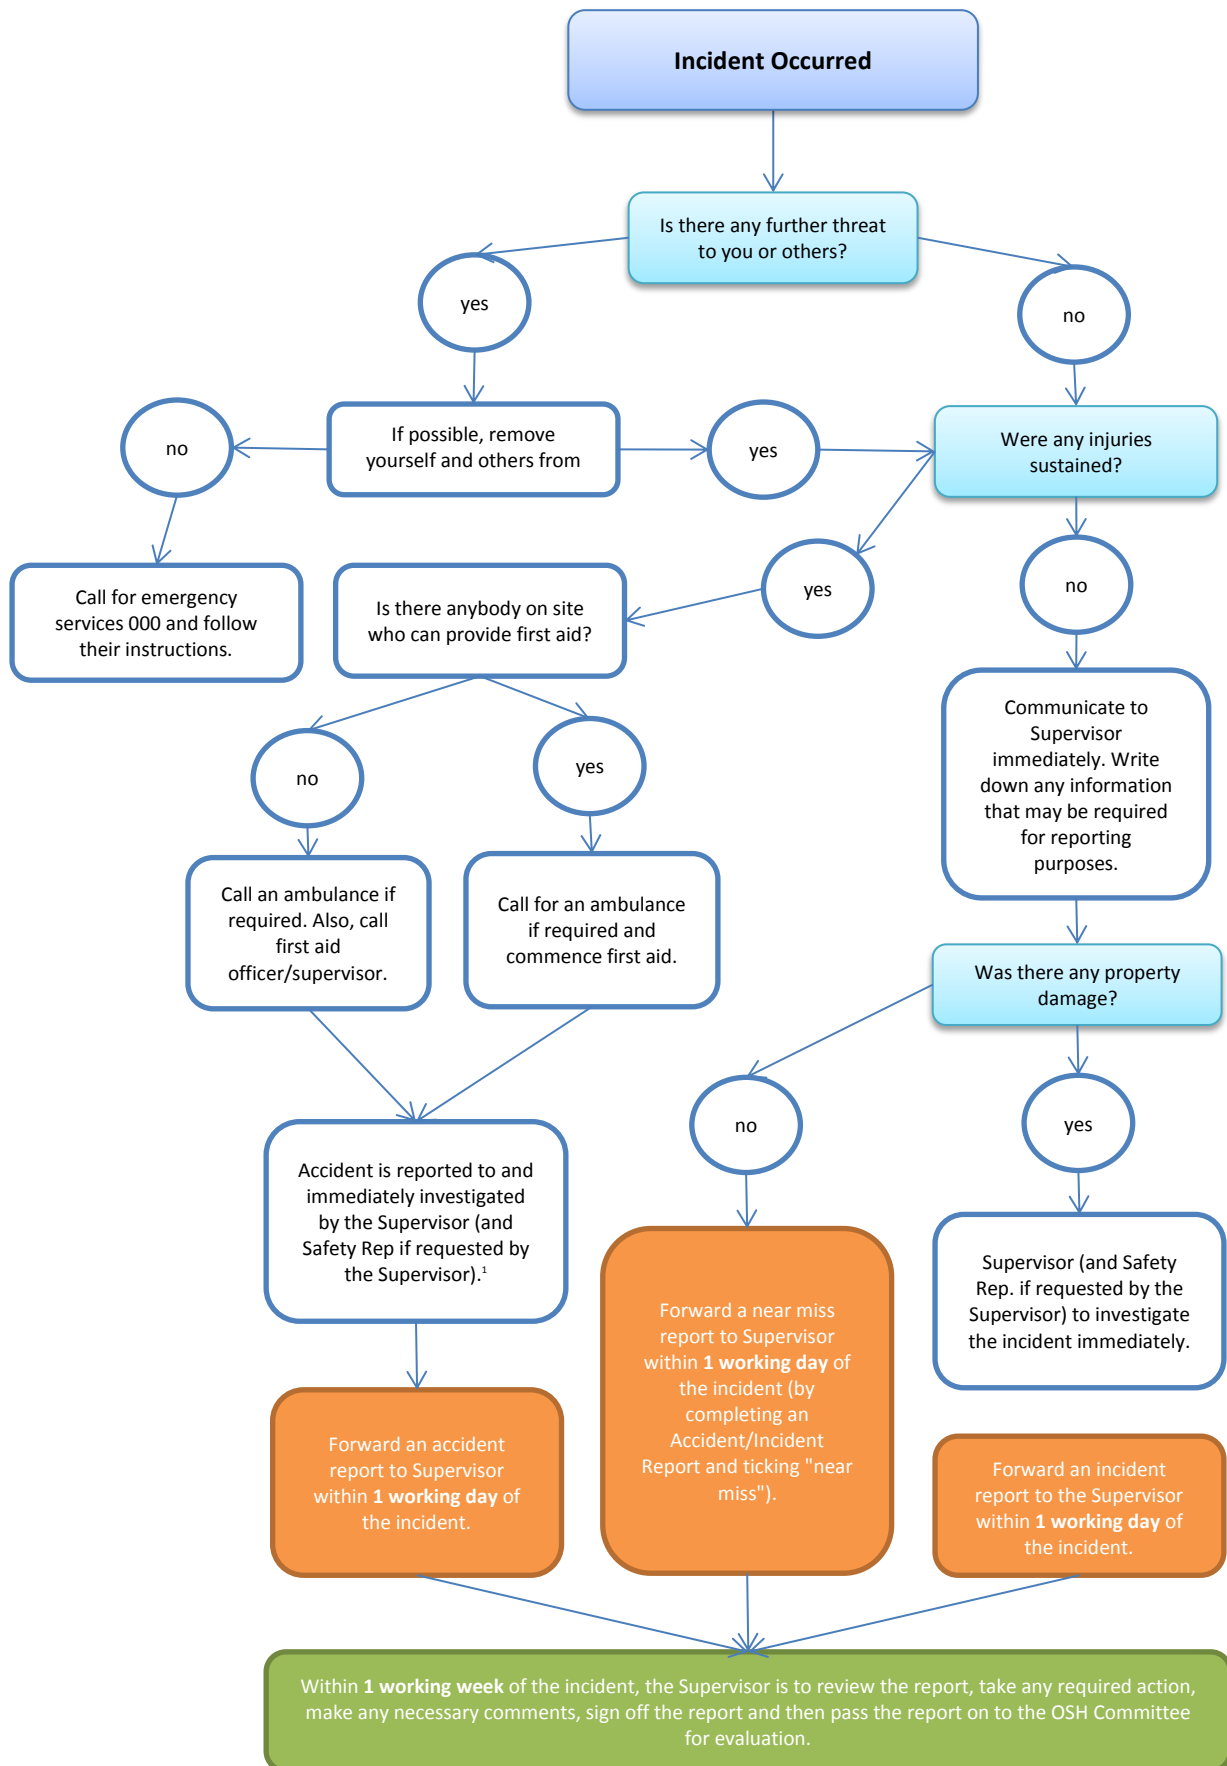 Incident Occurred
Is there any further threat
to you or others?
yes
no
no
If possible, remove
yourself and others from
yes
Were any injuries
sustained?
Call for emergency
services 000 and follow
their instructions.
Is there anybody on site
who can provide first aid?
yes
no
no
yes
Communicate to
Supervisor
immediately. Write
down any information
that may be required
for reporting
purposes.
Call an ambulance if
required. Also, call
first aid
officer/supervisor.
Call for an ambulance
if required and
commence first aid.
Was there any property
damage?
no
yes
Accident is reported to and
immediately investigated
by the Supervisor (and
Safety Rep if requested by
the Supervisor).¹
Forward a near miss
report to Supervisor
within 1 working day of
the incident (by
completing an
Accident/Incident
Report and ticking "near
miss").
Supervisor (and Safety
Rep. if requested by the
Supervisor) to investigate
the incident immediately.
Forward an accident
report to Supervisor
within 1 working day of
the incident.
Forward an incident
report to the Supervisor
within 1 working day of
the incident.
Within 1 working week of the incident, the Supervisor is to review the report, take any required action,
make any necessary comments, sign off the report and then pass the report on to the OSH Committee
for evaluation.